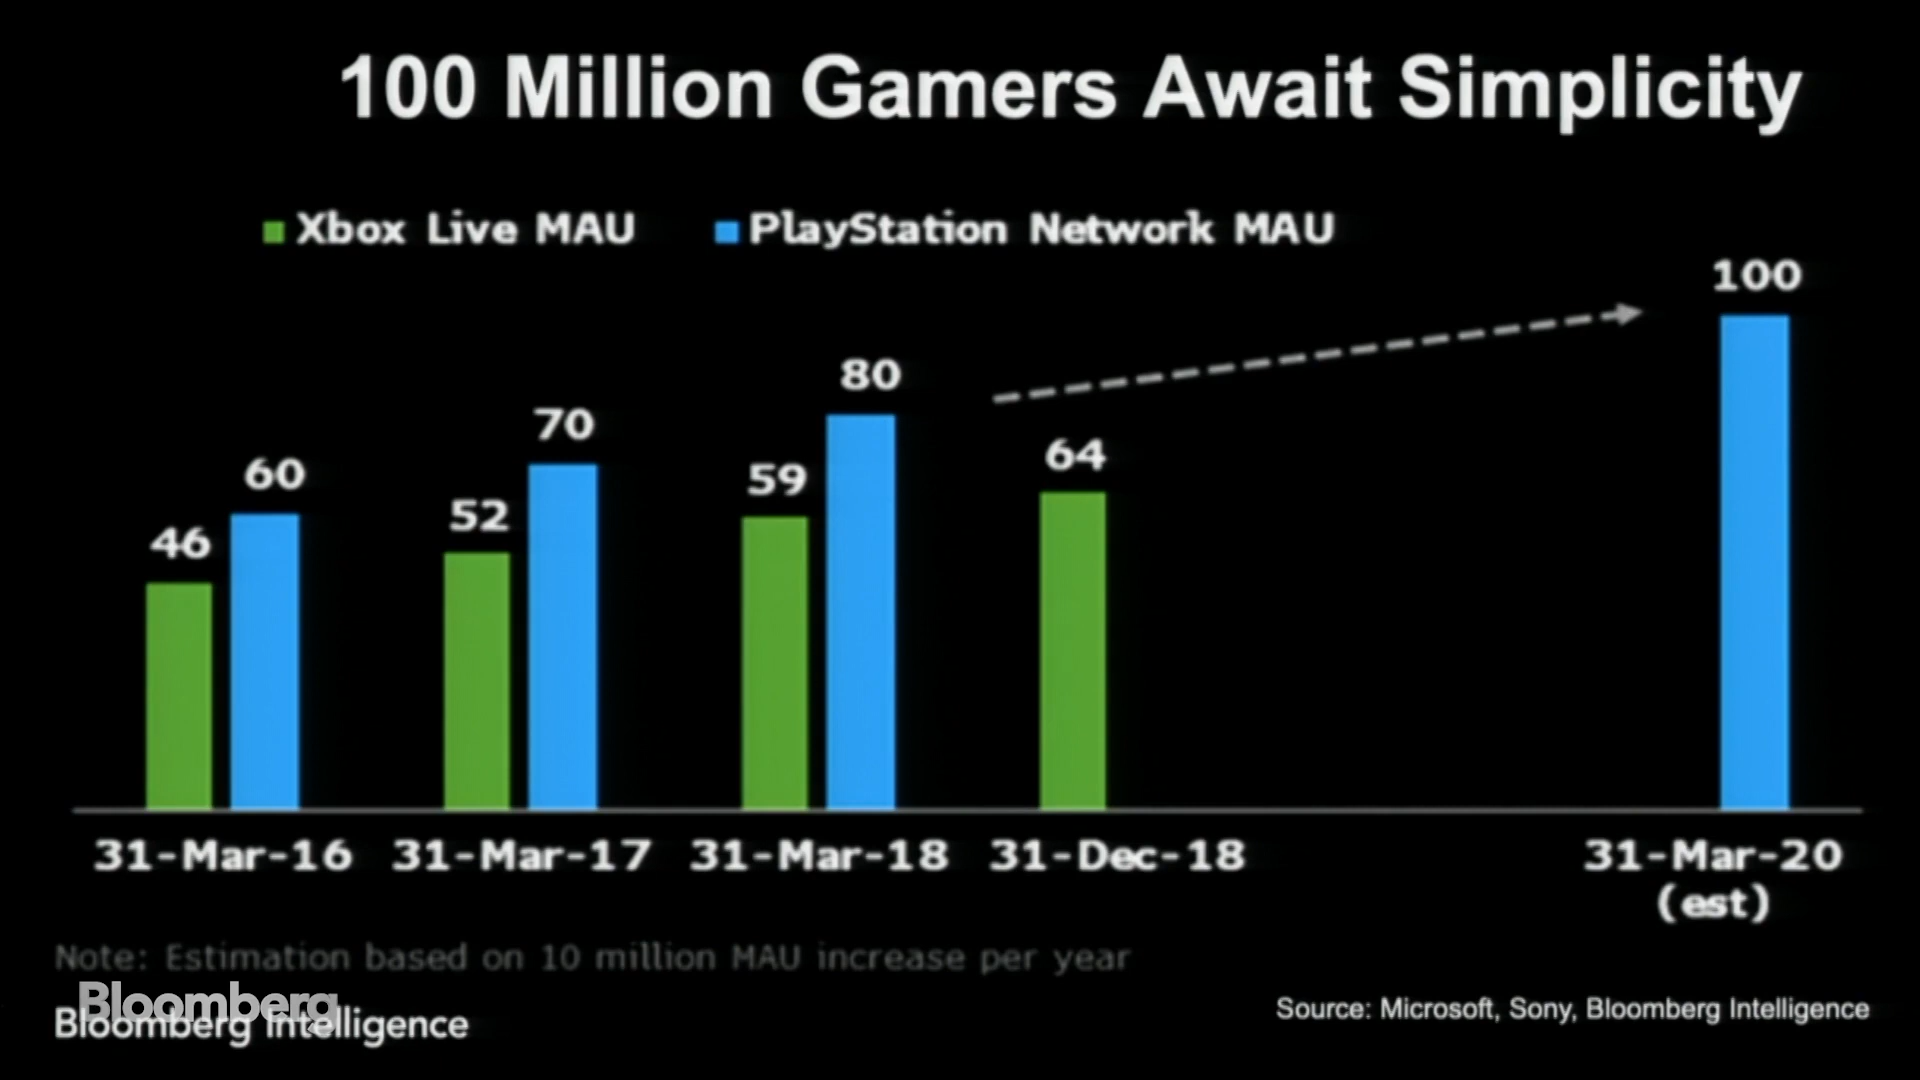 100 Million Gamers Await Simplicity
Xbox Live MAU PlayStation Network MAU
100
80
70
64
60
59
52
46
31-Mar-16 31-Mar-17 31-Mar-18 31-Dec-18 31-Mar-20
(est)
Note: Estimation based on 10 million MAU increase per year
Bloomberg
Bloomberg Intelligence
Source: Microsoft, Sony, Bloomberg Intelligence